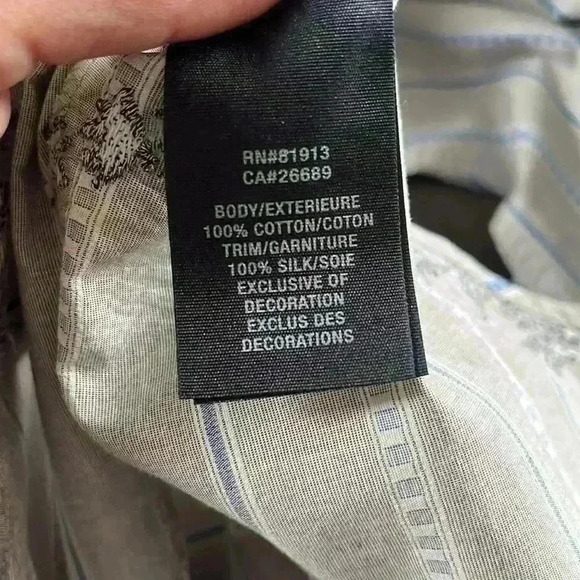 RN#81913
CA#26689
BODY/EXTERIEURE
100% COTTON/COTON
TRIM/GARNITURE
100% SILK/SOIE
EXCLUSIVE OF
DECORATION
EXCLUS DES
DECORATIONS